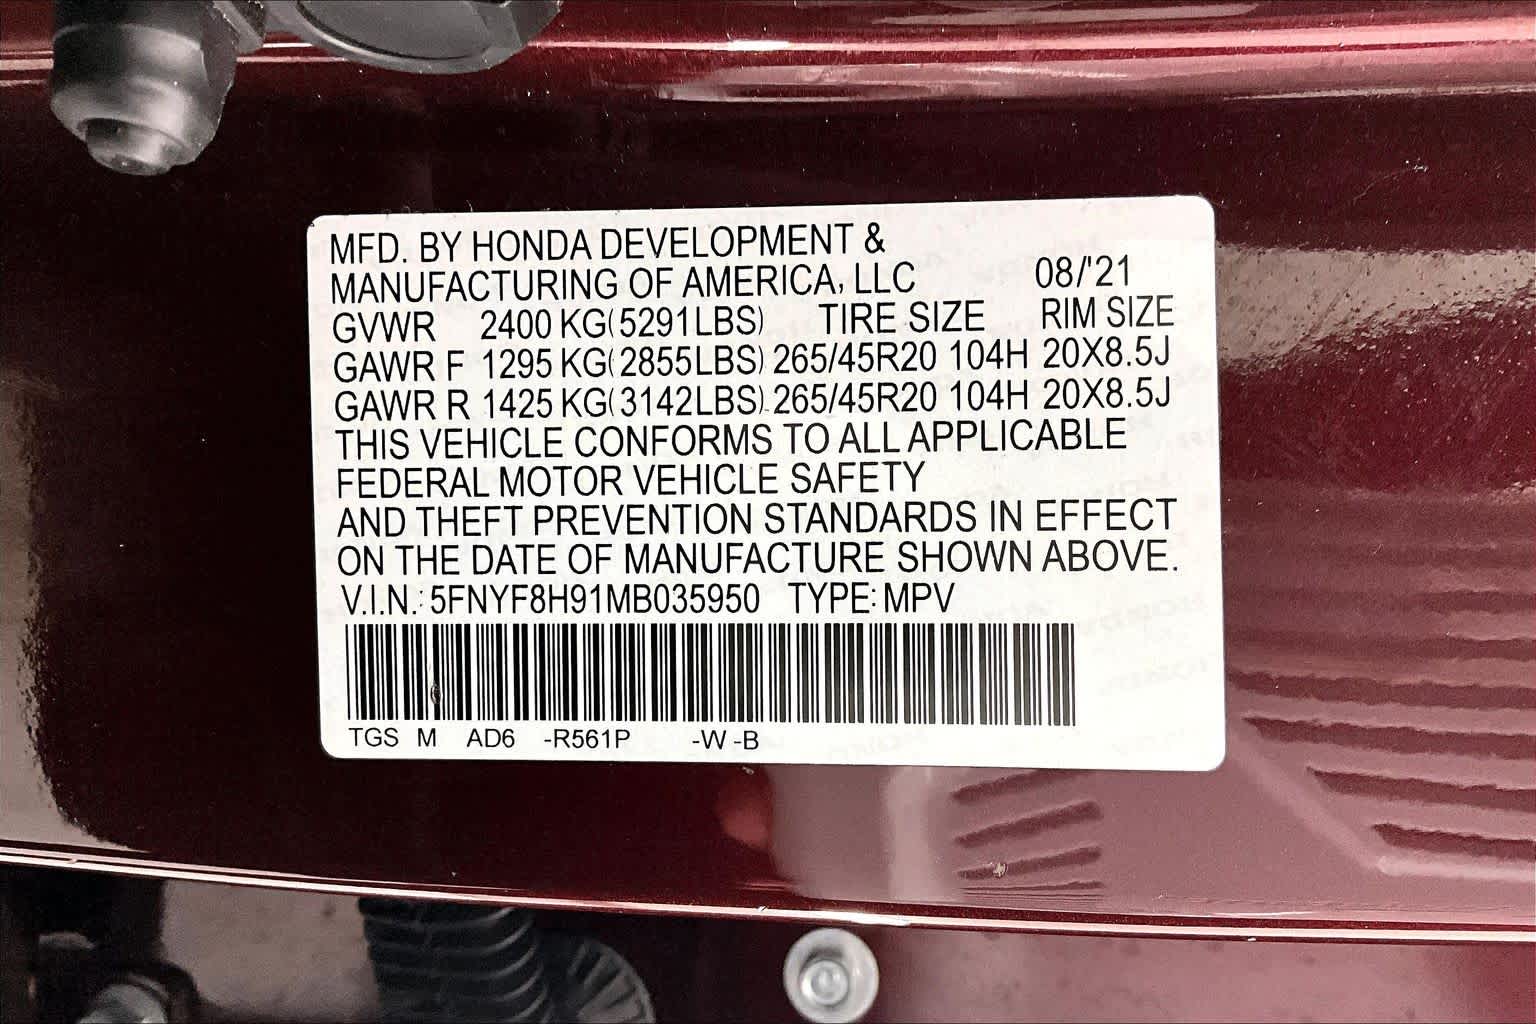 MFD. BY HONDA DEVELOPMENT &
MANUFACTURING OF AMERICA, LLC 08/'21
GVWR 2400 KG(5291LBS) TIRE SIZE RIM SIZE
GAWR F 1295 KG(2855LBS) 265/45R20 104H 20X8.5J
GAWR R 1425 KG(3142LBS) 265/45R20 104H 20X8.5J
THIS VEHICLE CONFORMS TO ALL APPLICABLE
FEDERAL MOTOR VEHICLE SAFETY
AND THEFT PREVENTION STANDARDS IN EFFECT
ON THE DATE OF MANUFACTURE SHOWN ABOVE.
V.I.N.: 5FNYF8H91MB035950 TYPE: MPV
TGS M AD6 -R561P -W -B